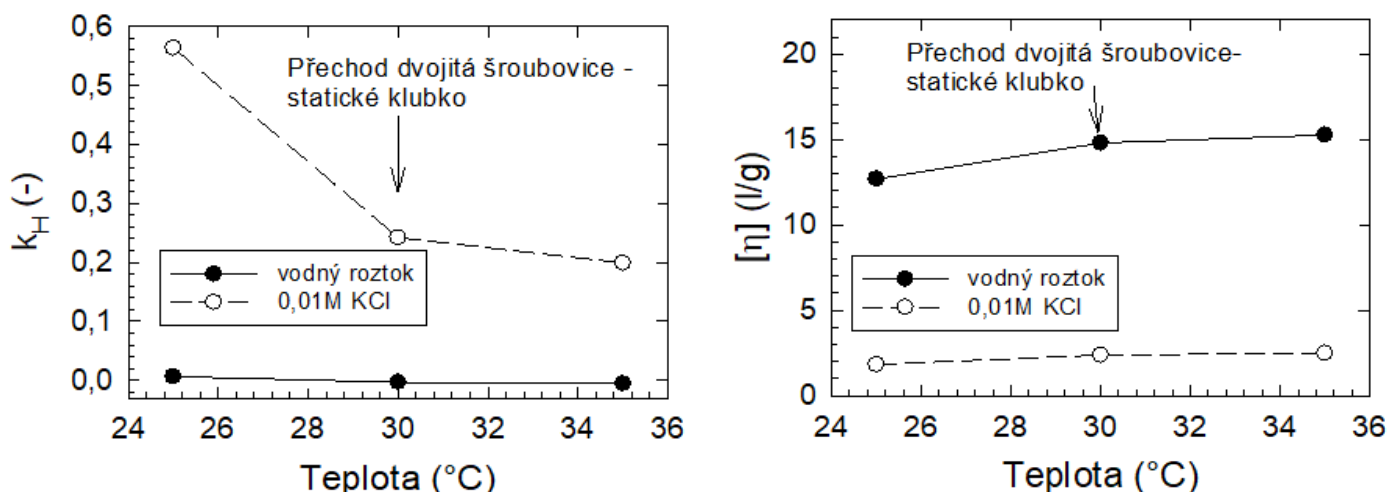 0,6
0,5
0,4
0,3
0,2
0,1
0,0
k_H (-)
Přechod dvojitá šroubovice -
statické klubko
vodný roztok
0,01M KCl
24 26 28 30 32 34 36
Teplota (°C)
20
15
10
5
0
[η] (l/g)
Přechod dvojitá šroubovice-
statické klubko
vodný roztok
0,01M KCl
24 26 28 30 32 34 36
Teplota (°C)